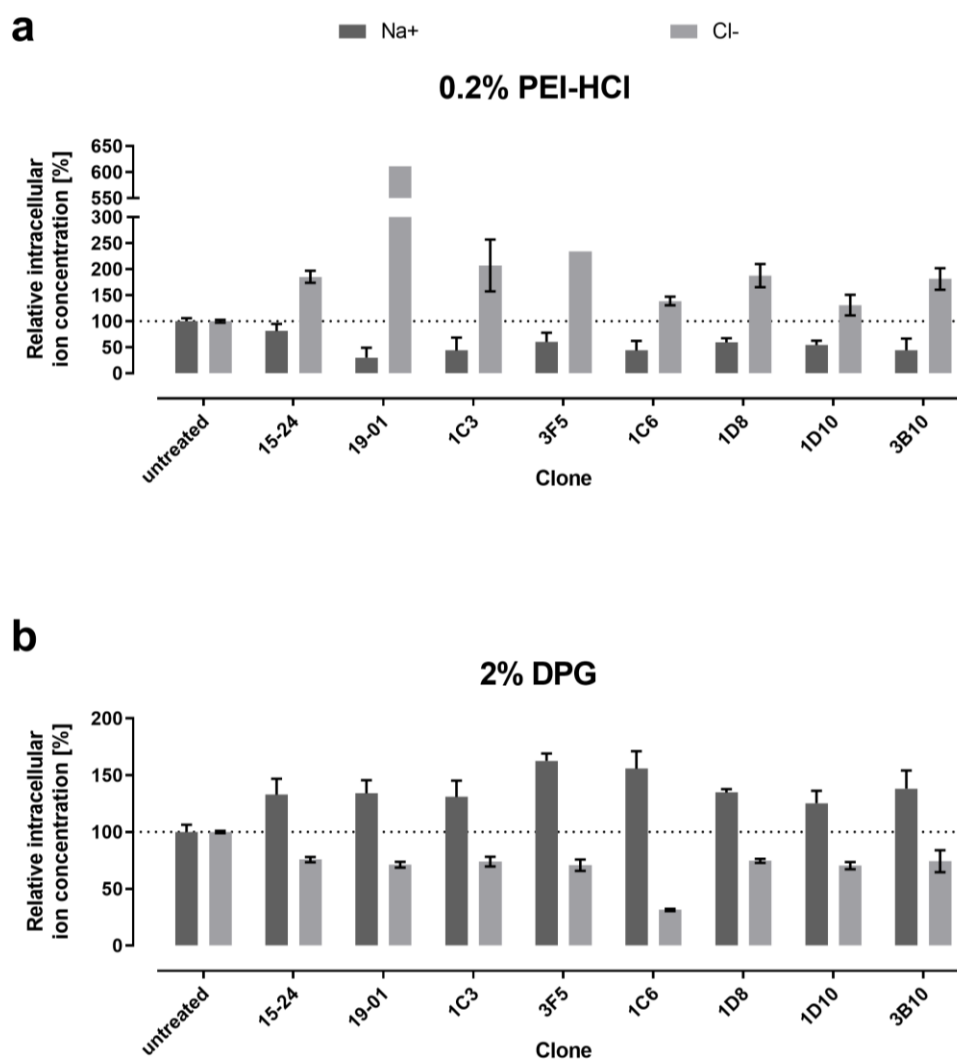 a
Na+ Cl-
0.2% PEI-HCl
Relative intracellular
ion concentration [%]
650
600
550
300
250
200
150
100
50
0
untreated 15-24 19-01 1C3 3F5 1C6 1D8 1D10 3B10
Clone
b
2% DPG
Relative intracellular
ion concentration [%]
200
150
100
50
0
untreated 15-24 19-01 1C3 3F5 1C6 1D8 1D10 3B10
Clone